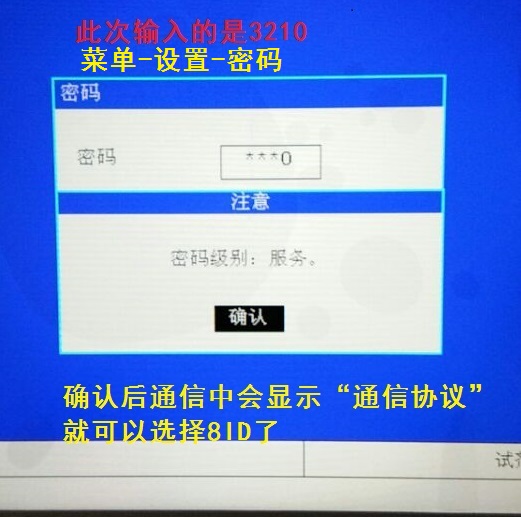 此次输入的是3210
菜单-设置-密码
密码
密码 ***0
注意
密码级别：服务。
确认
确认后通信中会显示“通信协议”
就可以选择8ID了